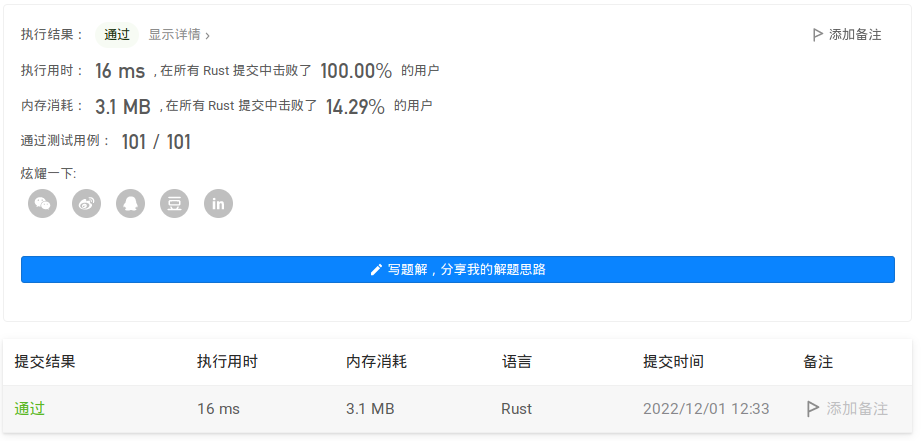 执行结果： 通过 显示详情 › 添加备注
执行用时： 16 ms , 在所有 Rust 提交中击败了 100.00% 的用户
内存消耗： 3.1 MB , 在所有 Rust 提交中击败了 14.29% 的用户
通过测试用例： 101 / 101
炫耀一下:
豆 in
写题解，分享我的解题思路
提交结果 执行用时 内存消耗 语言 提交时间 备注
通过 16 ms 3.1 MB Rust 2022/12/01 12:33 添加备注